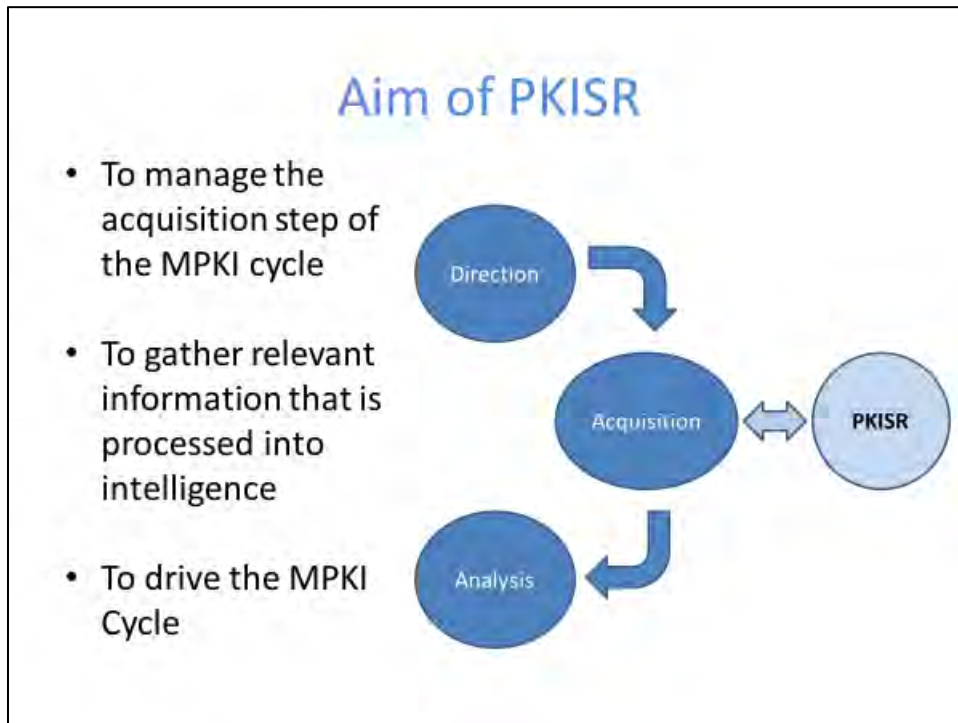 Aim of PKISR
• To manage the
acquisition step of
the MPKI cycle
• To gather relevant
information that is
processed into
intelligence
• To drive the MPKI
Cycle
Direction
Acquisition
PKISR
Analysis